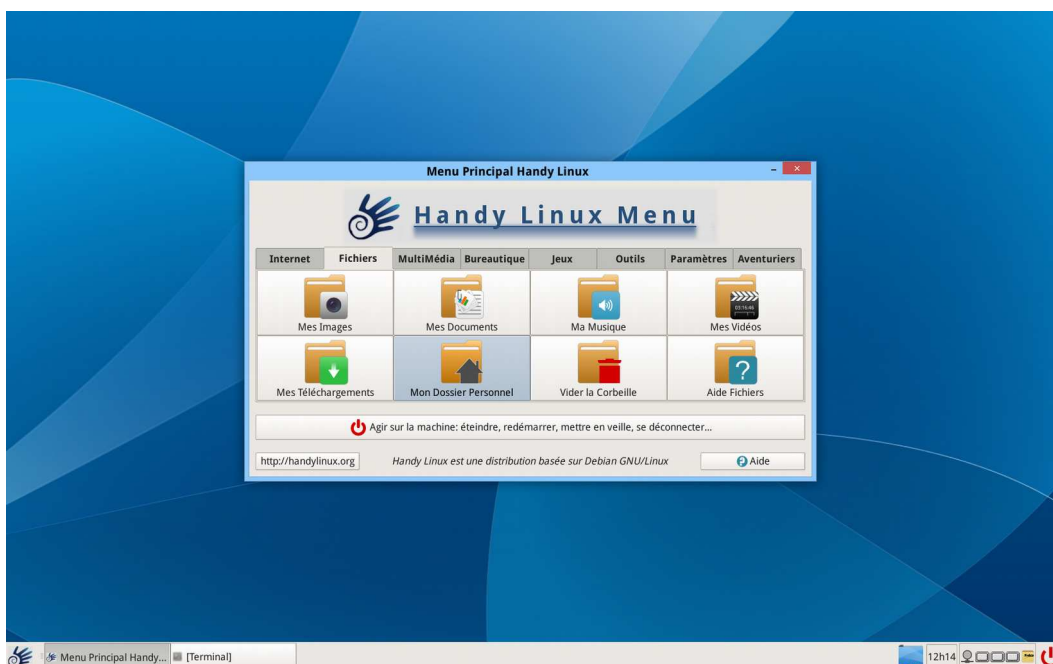 Menu Principal Handy Linux
Handy Linux Menu
Internet Fichiers MultiMédia Bureautique Jeux Outils Paramètres Aventuriers
Mes Images Mes Documents Ma Musique Mes Vidéos
Mes Téléchargements Mon Dossier Personnel Vider la Corbeille Aide Fichiers
Agir sur la machine: éteindre, redémarrer, mettre en veille, se déconnecter...
http://handylinux.org Handy Linux est une distribution basée sur Debian GNU/Linux Aide
Menu Principal Handy... [Terminal] 12h14